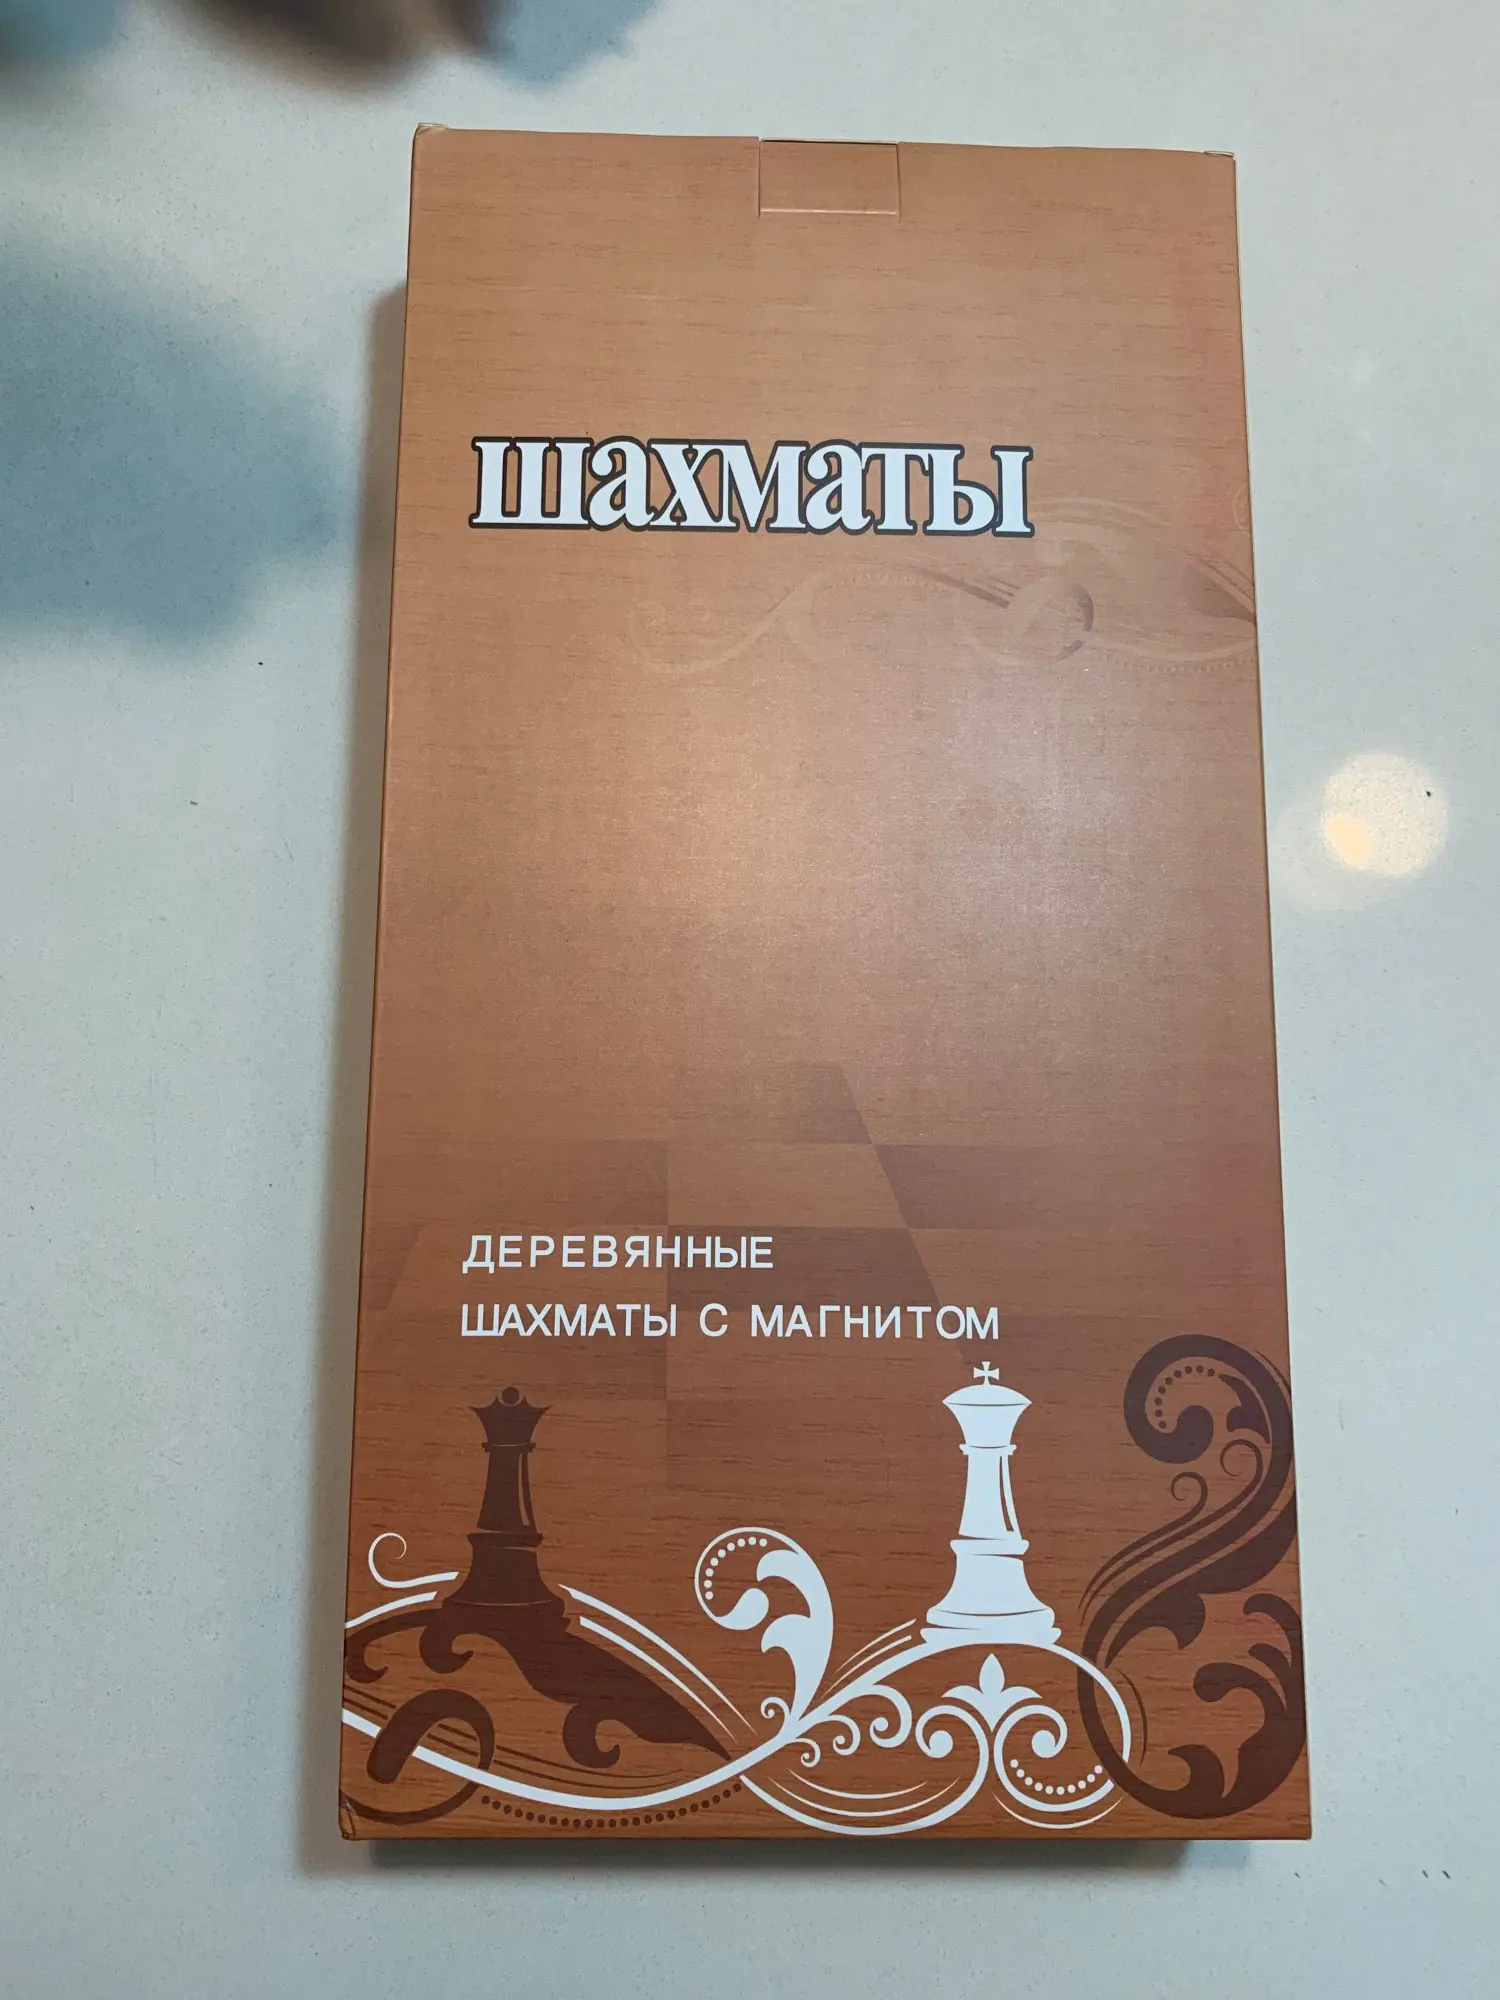 шахматы
ДЕРЕВЯННЫЕ
ШАХМАТЫ С МАГНИТОМ